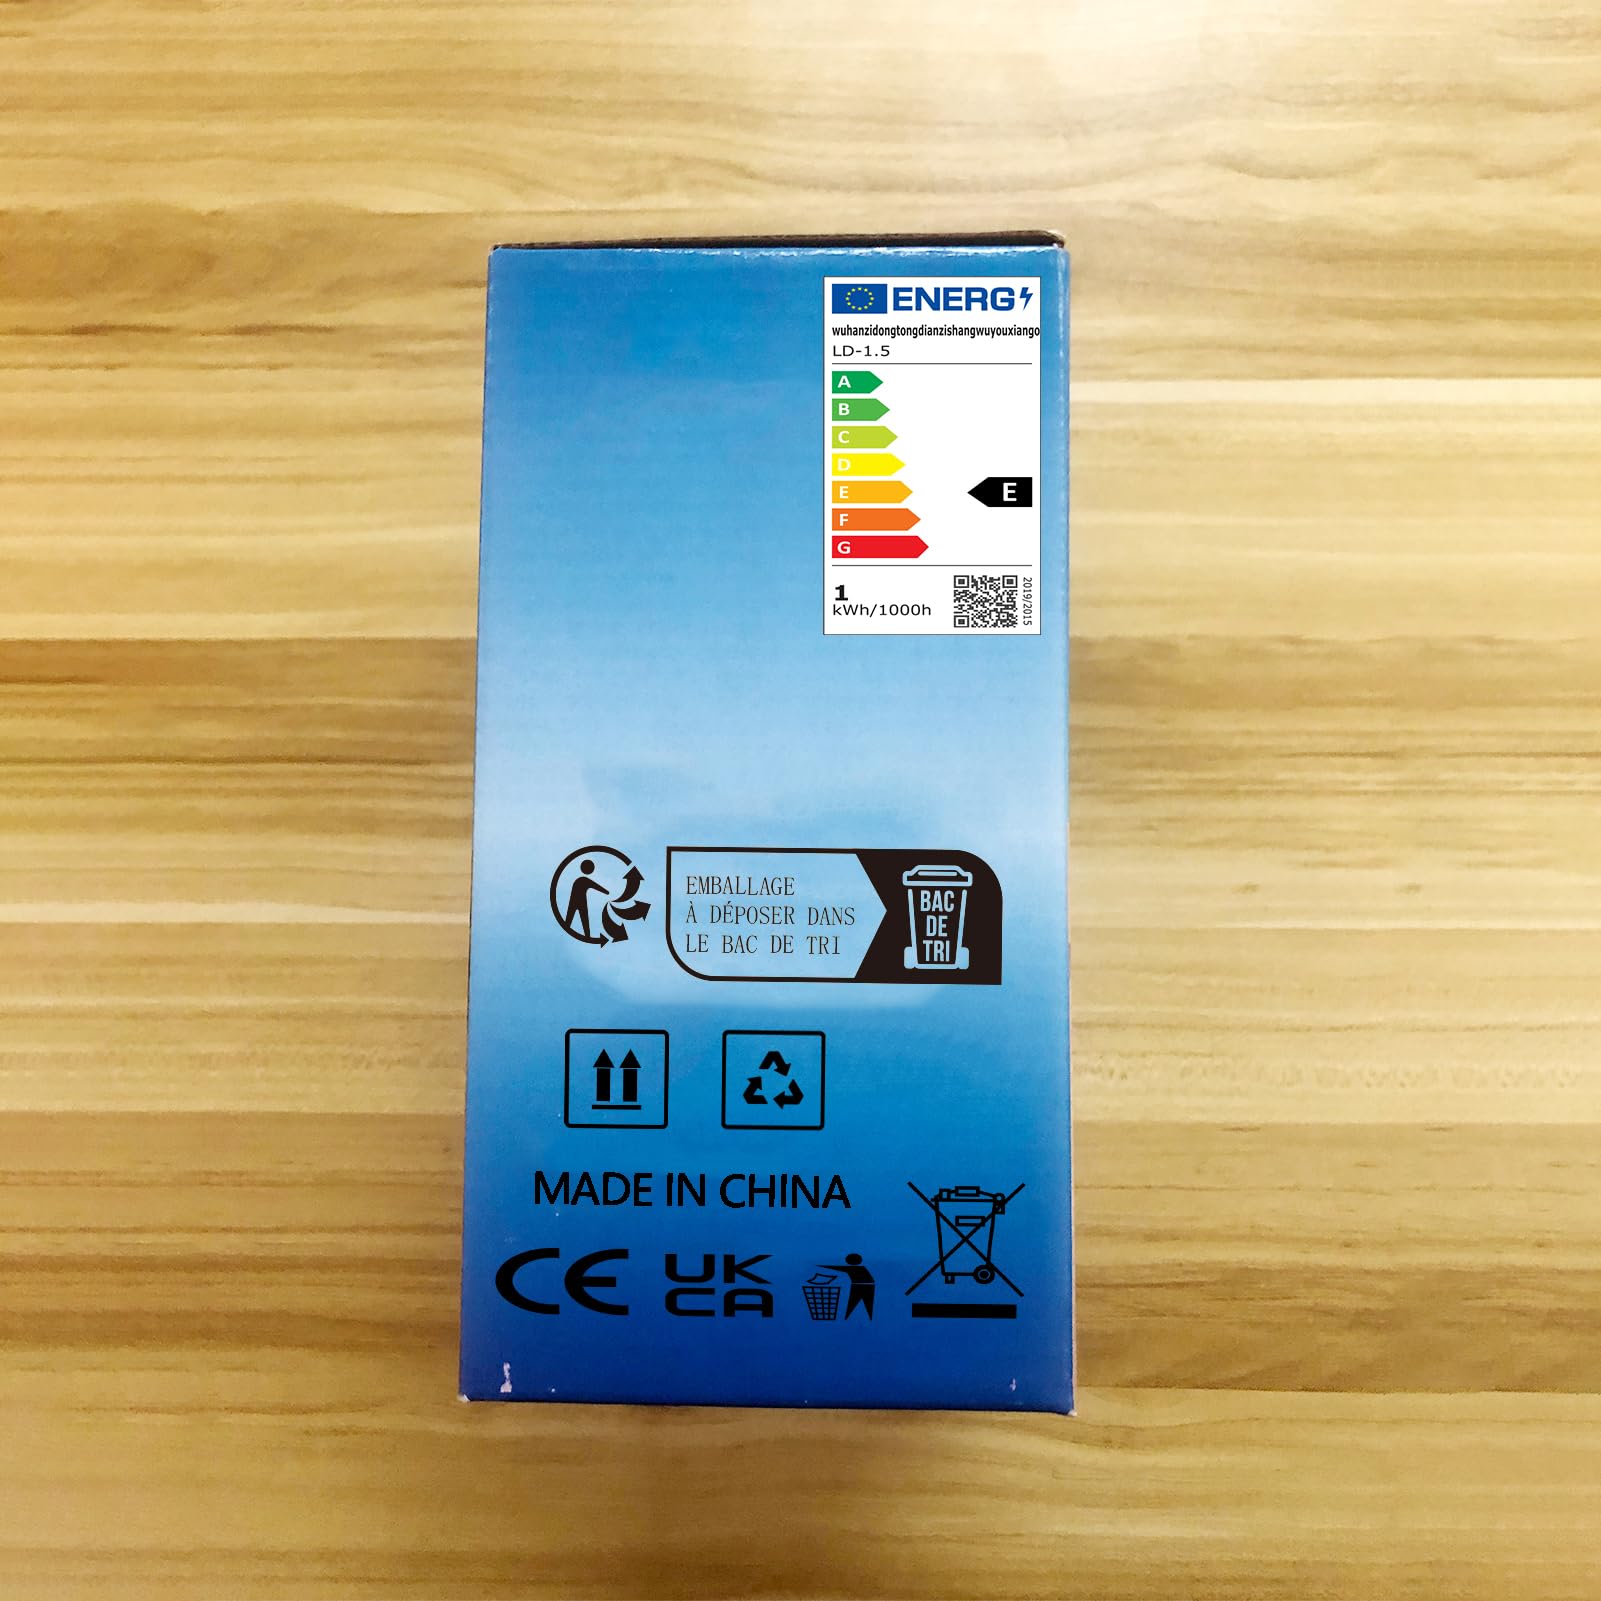 ENERG
wuhanzidongtongdianzishangwuyouxiango
LD-1.5
A
B
C
D
E
E
F
G
1
kWh/1000h
2019/2015
EMBALLAGE
À DÉPOSER DANS
LE BAC DE TRI
BAC
DE
TRI
MADE IN CHINA
CE
UK
CA